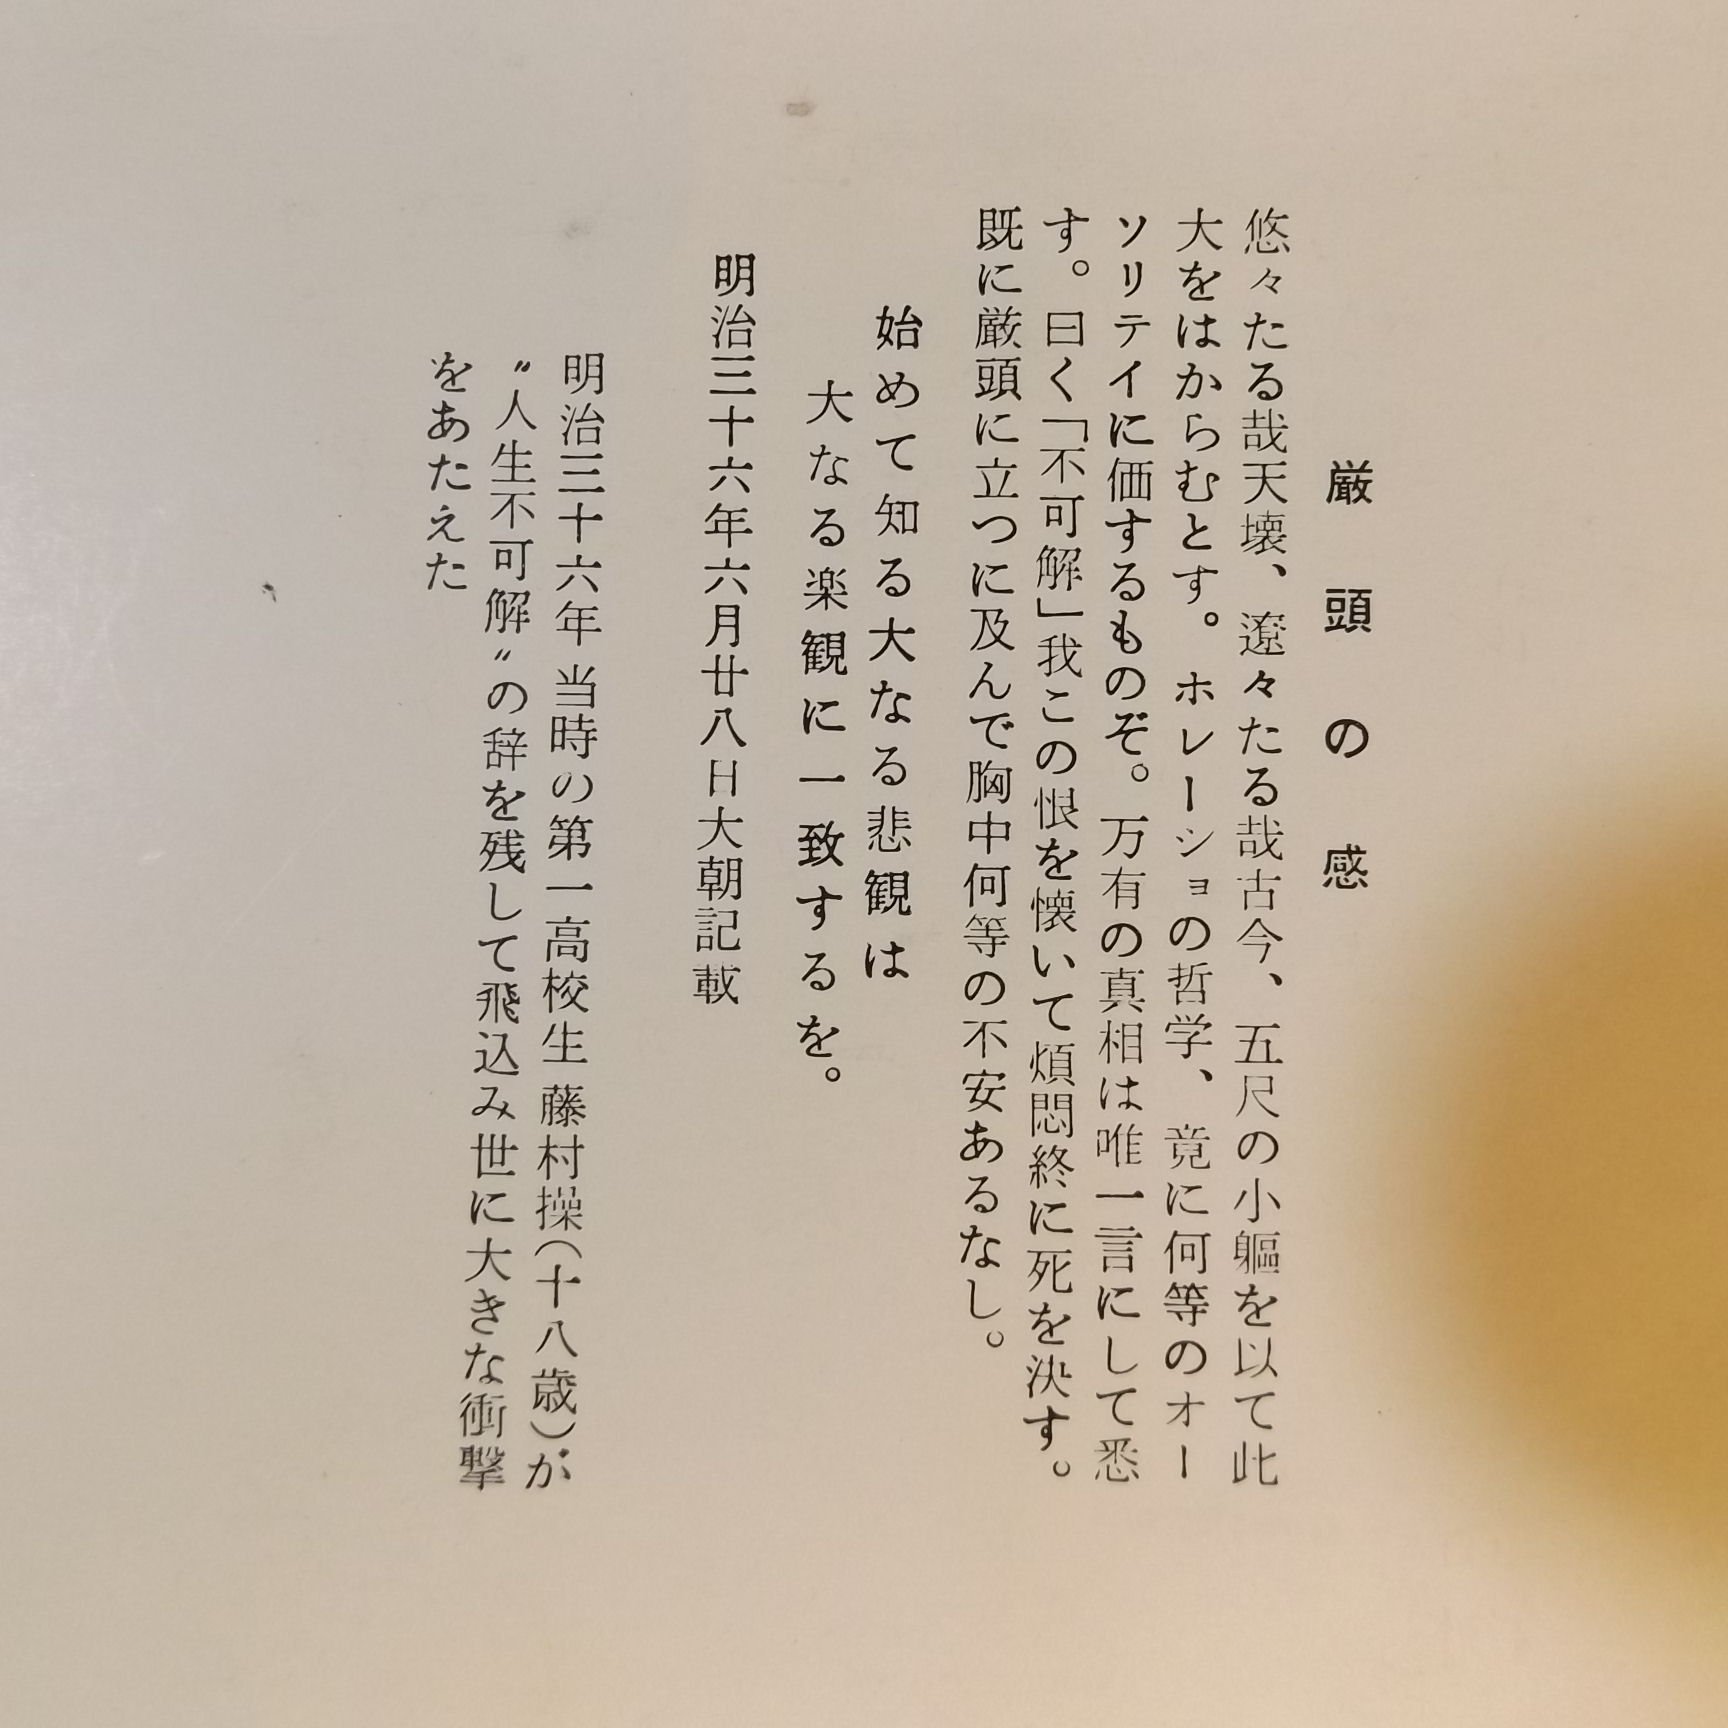 厳頭の感
悠々たる哉天壊、遼々たる哉古今、五尺の小軀を以て此
大をはからむとす。ホレーショの哲学、竟に何等のオー
ソリテイに価するものぞ。万有の真相は唯一言にして悉
す。曰く「不可解」我この恨を懐いて煩悶終に死を決す。
既に厳頭に立つに及んで胸中何等の不安あるなし。
始めて知る大なる悲観は
大なる楽観に一致するを。
明治三十六年六月廿八日大朝記載
明治三十六年当時の第一高校生藤村操(十八歳)が
〝人生不可解〟の辞を残して飛込み世に大きな衝撃
をあたえた